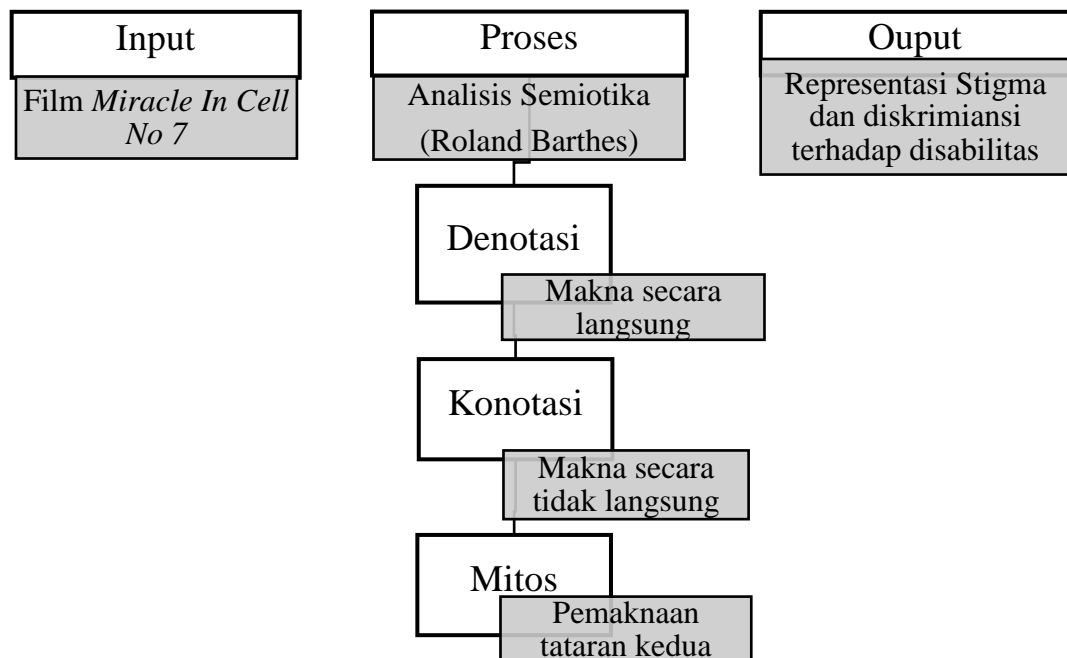 Input
Film Miracle In Cell
No 7
Proses
Analisis Semiotika
(Roland Barthes)
Ouput
Representasi Stigma
dan diskrimiansi
terhadap disabilitas
Denotasi
Makna secara
langsung
Konotasi
Makna secara
tidak langsung
Mitos
Pemaknaan
tataran kedua